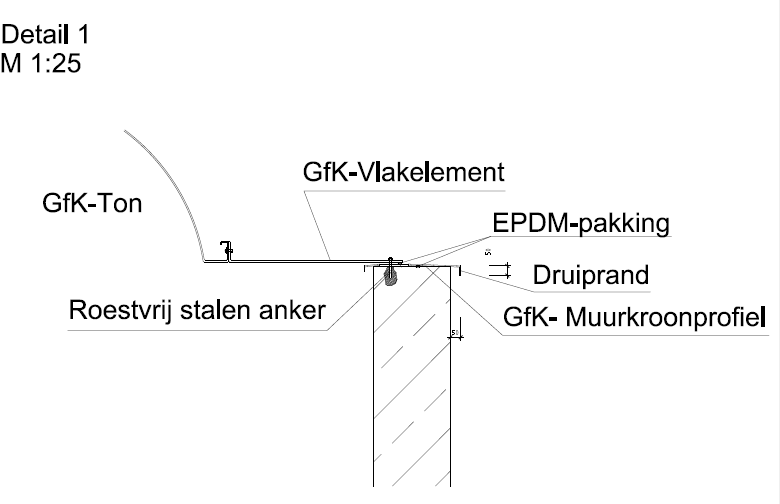 Detail 1
M 1:25
GfK-Vlakelement
GfK-Ton
EPDM-pakking
Druiprand
Roestvrij stalen anker
GfK- Muurkroonprofiel